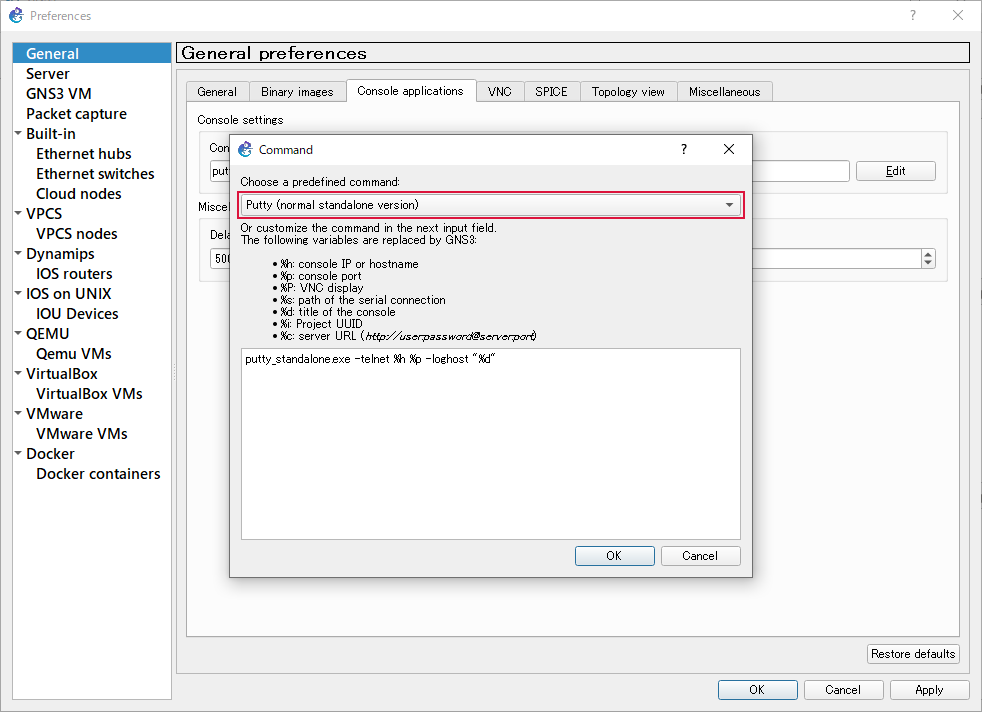 Preferences
General
Server
GNS3 VM
Packet capture
Built-in
Ethernet hubs
Ethernet switches
Cloud nodes
VPCS
VPCS nodes
Dynamips
IOS routers
IOS on UNIX
IOU Devices
QEMU
Qemu VMs
VirtualBox
VirtualBox VMs
VMware
VMware VMs
Docker
Docker containers
General preferences
General Binary images Console applications VNC SPICE Topology view Miscellaneous
Console settings
Con
put
Edit
Miscel
Dela
500
Command
?
Choose a predefined command:
Putty (normal standalone version)
Or customize the command in the next input field.
The following variables are replaced by GNS3:
• %h: console IP or hostname
• %p: console port
• %P: VNC display
• %s: path of the serial connection
• %d: title of the console
• %i: Project UUID
• %c: server URL (http://user:password@server:port)
putty_standalone.exe -telnet %h %p -loghost "%d"
OK Cancel
Restore defaults
OK Cancel Apply